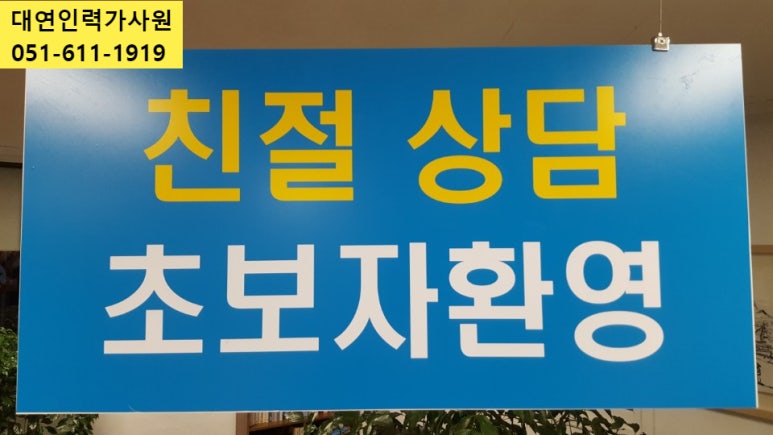 대연인력가사원
051-611-1919
친절 상담
초보자환영